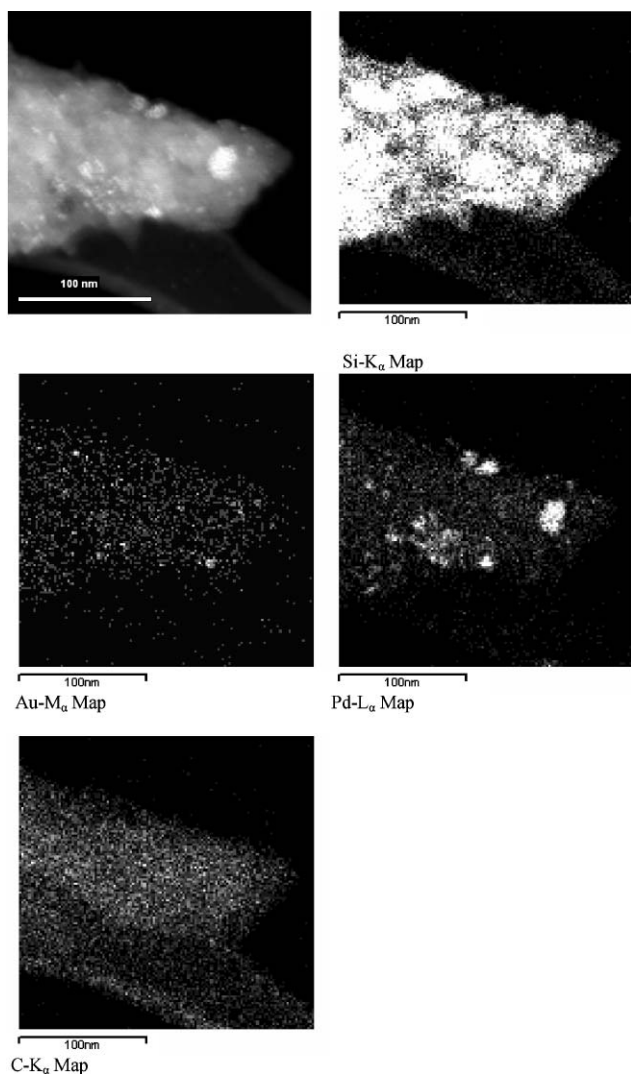 100 nm
100nm
Si-Kα Map
100nm
100nm
Au-Mα Map
Pd-Lα Map
100nm
C-Kα Map